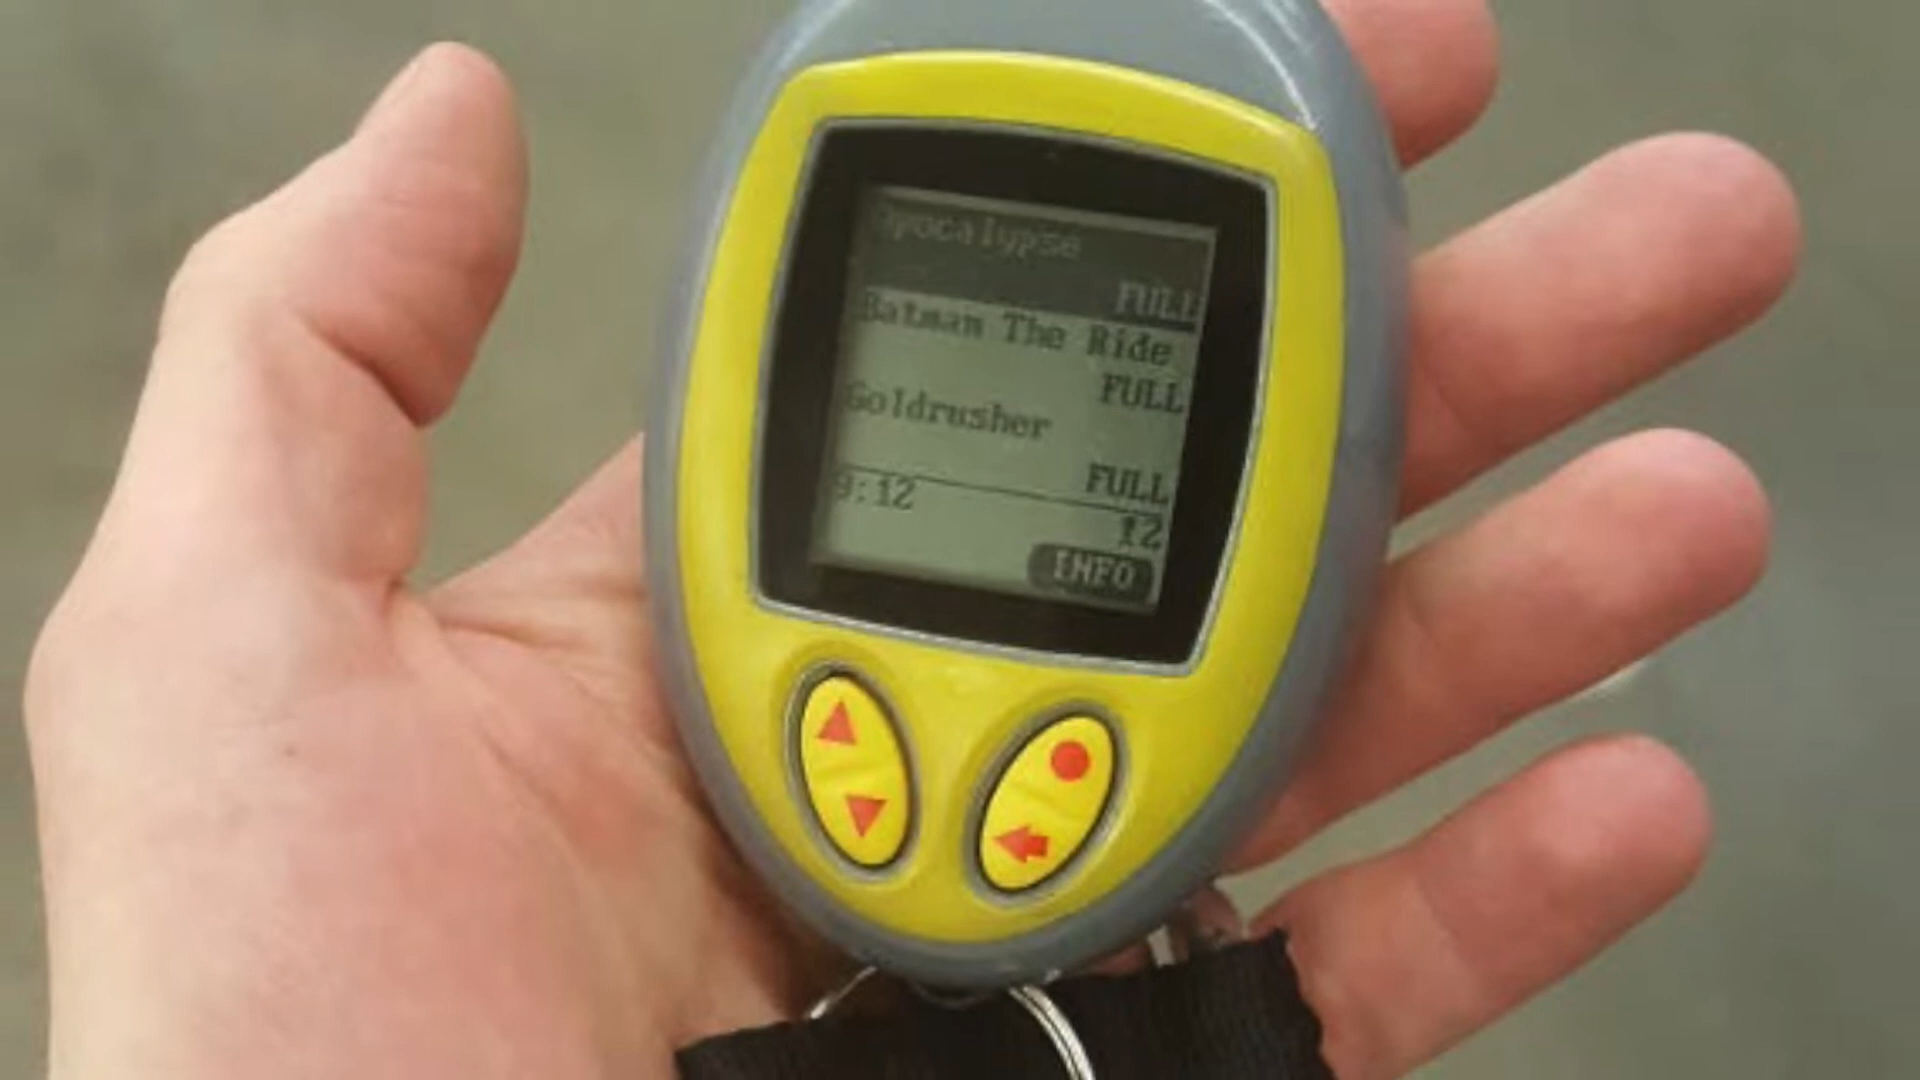 Apocalypse
FULL
Batman The Ride
FULL
Goldrusher
FULL
9:12
12
INFO